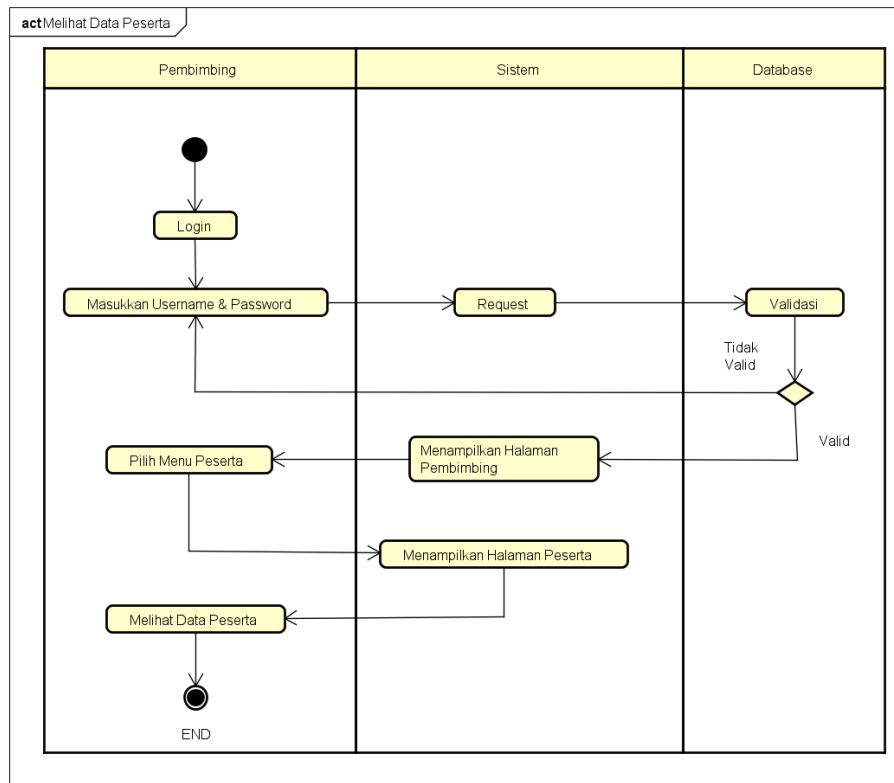 act Melihat Data Peserta
Pembimbing
Sistem
Database
Login
Masukkan Username & Password
Request
Validasi
Tidak
Valid
Valid
Pilih Menu Peserta
Menampilkan Halaman
Pembimbing
Menampilkan Halaman Peserta
Melihat Data Peserta
END